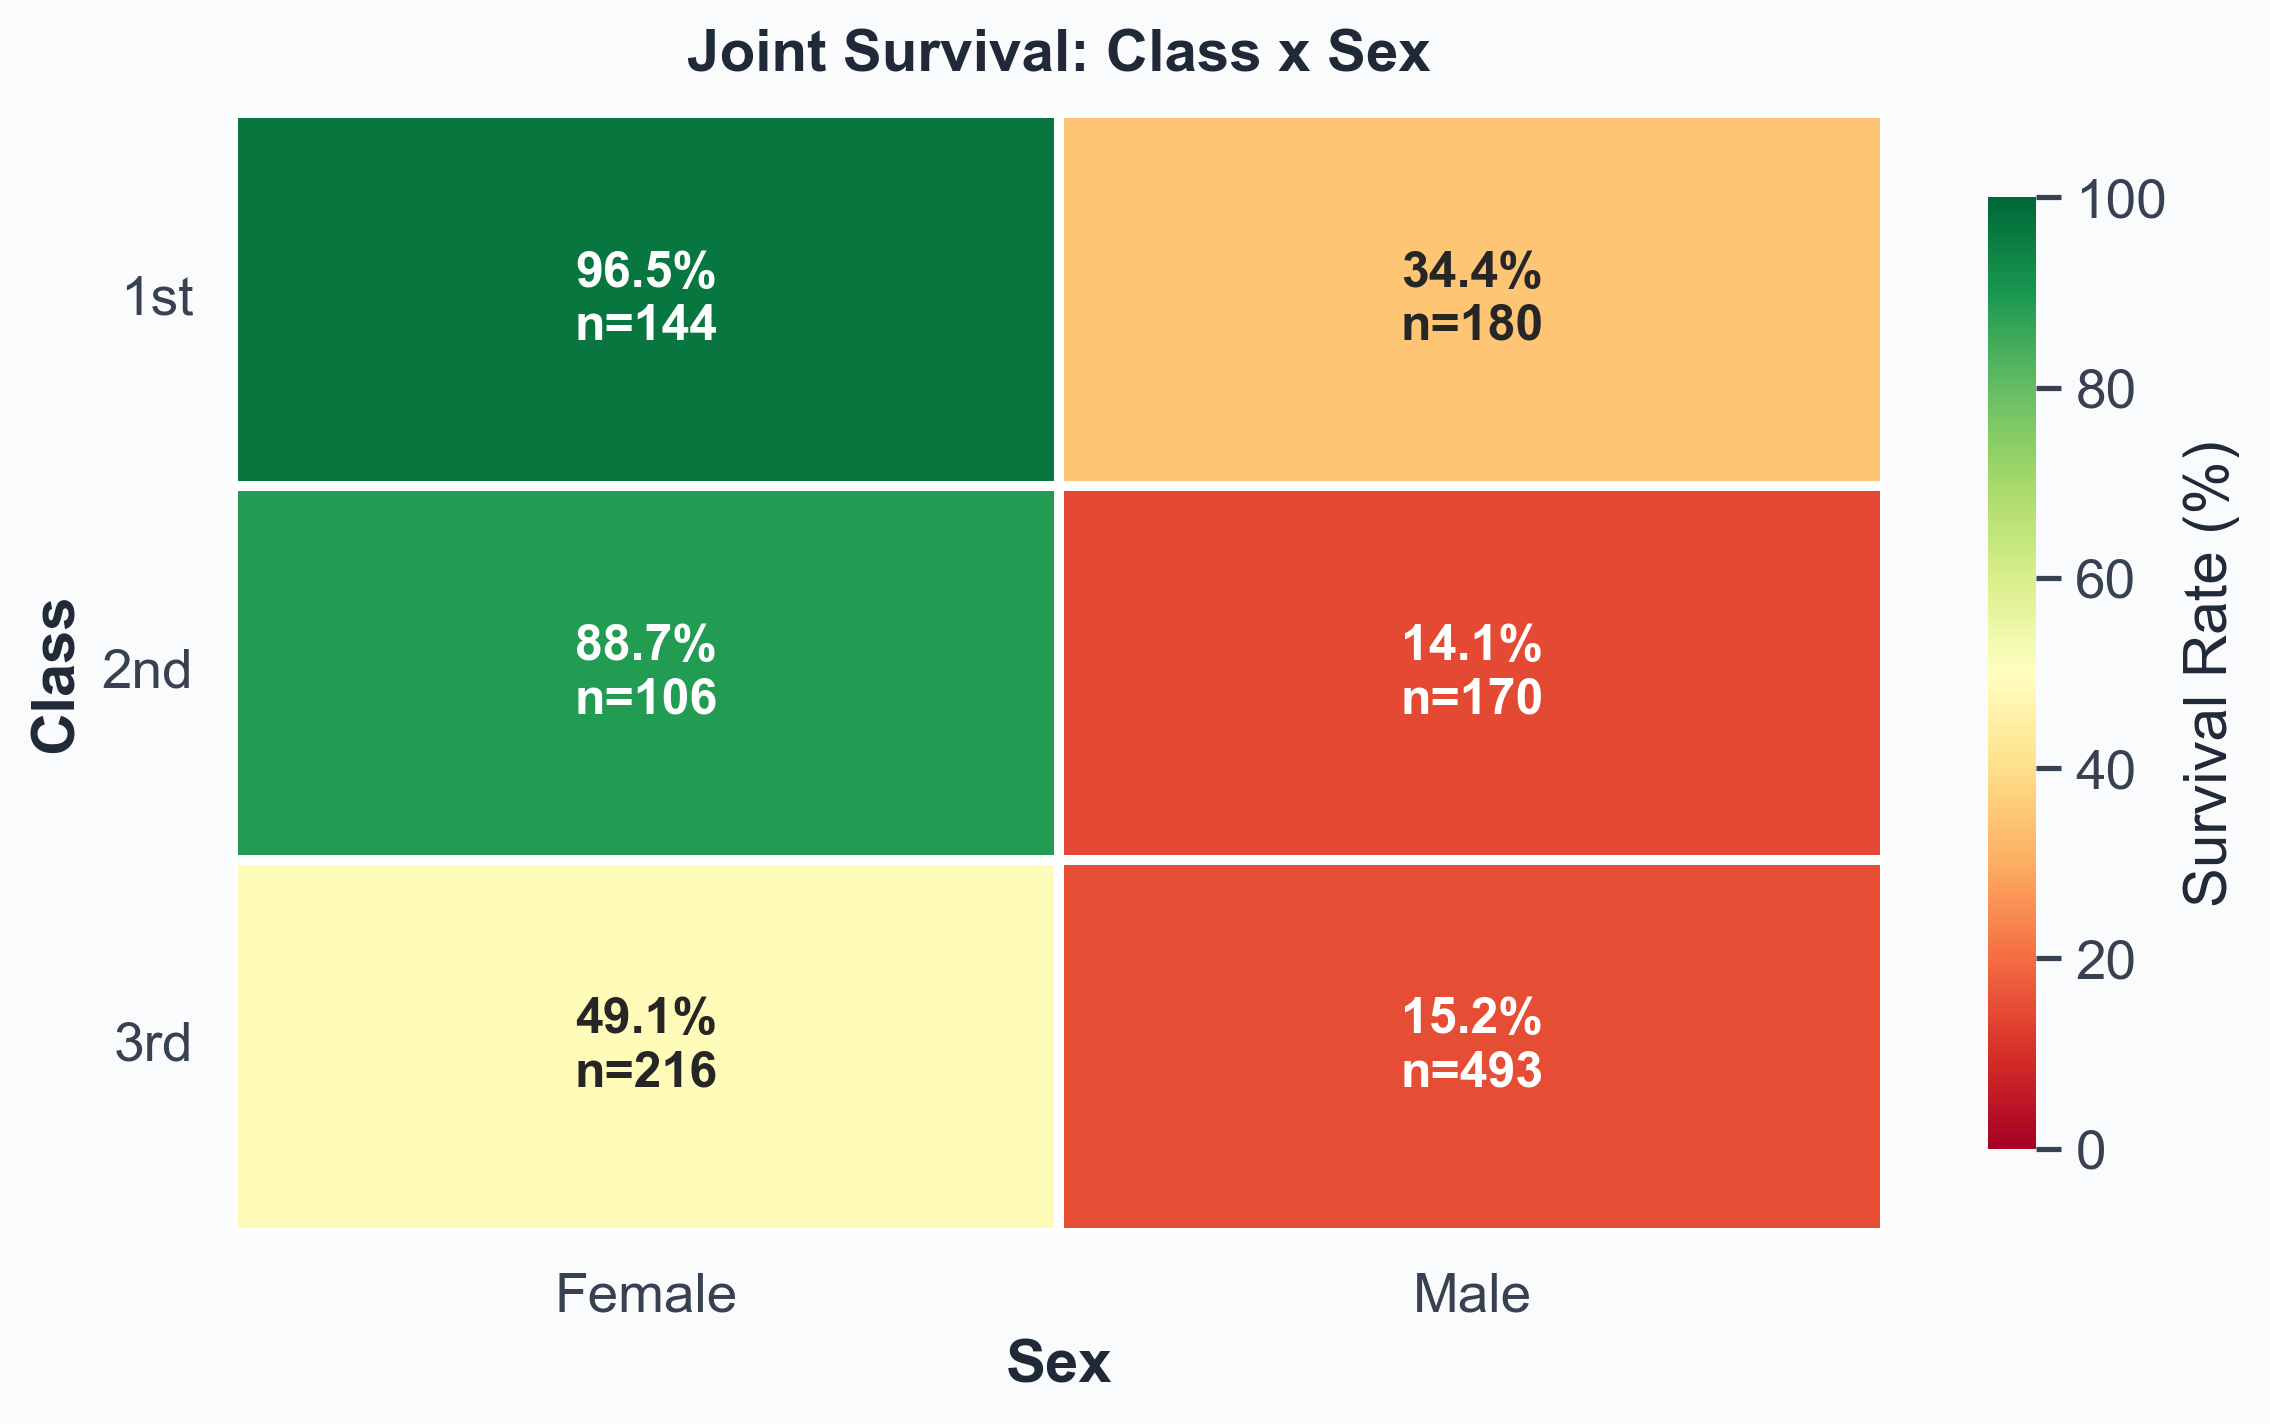 Joint Survival: Class x Sex
Class
1st
96.5%
n=144
34.4%
n=180
2nd
88.7%
n=106
14.1%
n=170
3rd
49.1%
n=216
15.2%
n=493
Female
Male
Sex
100
80
60
40
20
0
Survival Rate (%)